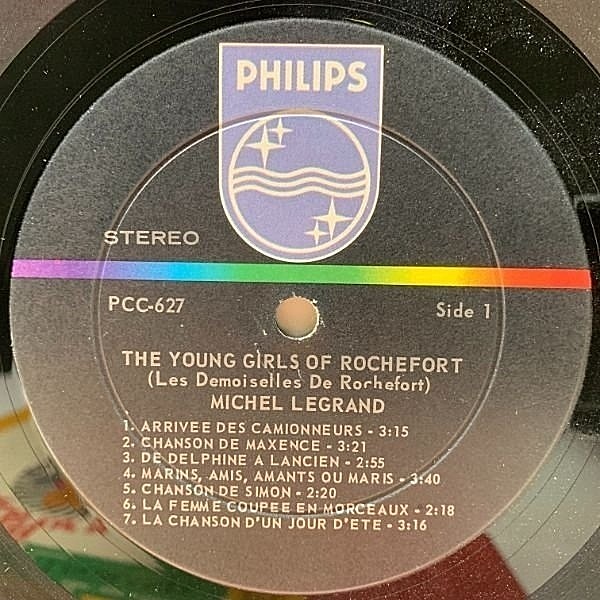 PHILIPS
STEREO
PCC-627
Side 1
THE YOUNG GIRLS OF ROCHEFORT
(Les Demoiselles De Rochefort)
MICHEL LEGRAND
1. ARRIVEE DES CAMIONNEURS - 3:15
2. CHANSON DE MAXENCE - 3:21
3. DE DELPHINE A LANCIEN - 2:55
4. MARINS, AMIS, AMANTS OU MARIS - 3:40
5. CHANSON DE SIMON - 2:20
6. LA FEMME COUPEE EN MORCEAUX - 2:18
7. LA CHANSON D'UN JOUR D'ETE - 3:16